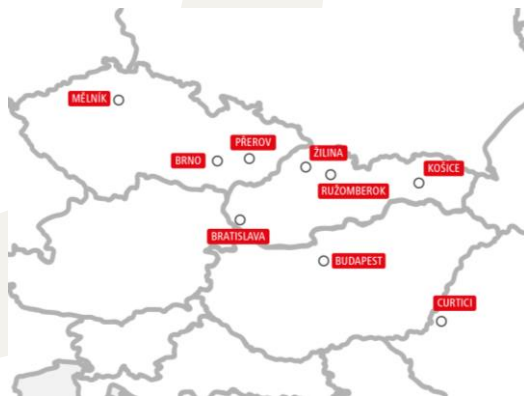 MĚLNÍK
PŘEROV
BRNO
ŽILINA
KOŠICE
RUŽOMBEROK
BRATISLAVA
BUDAPEST
CURTICI